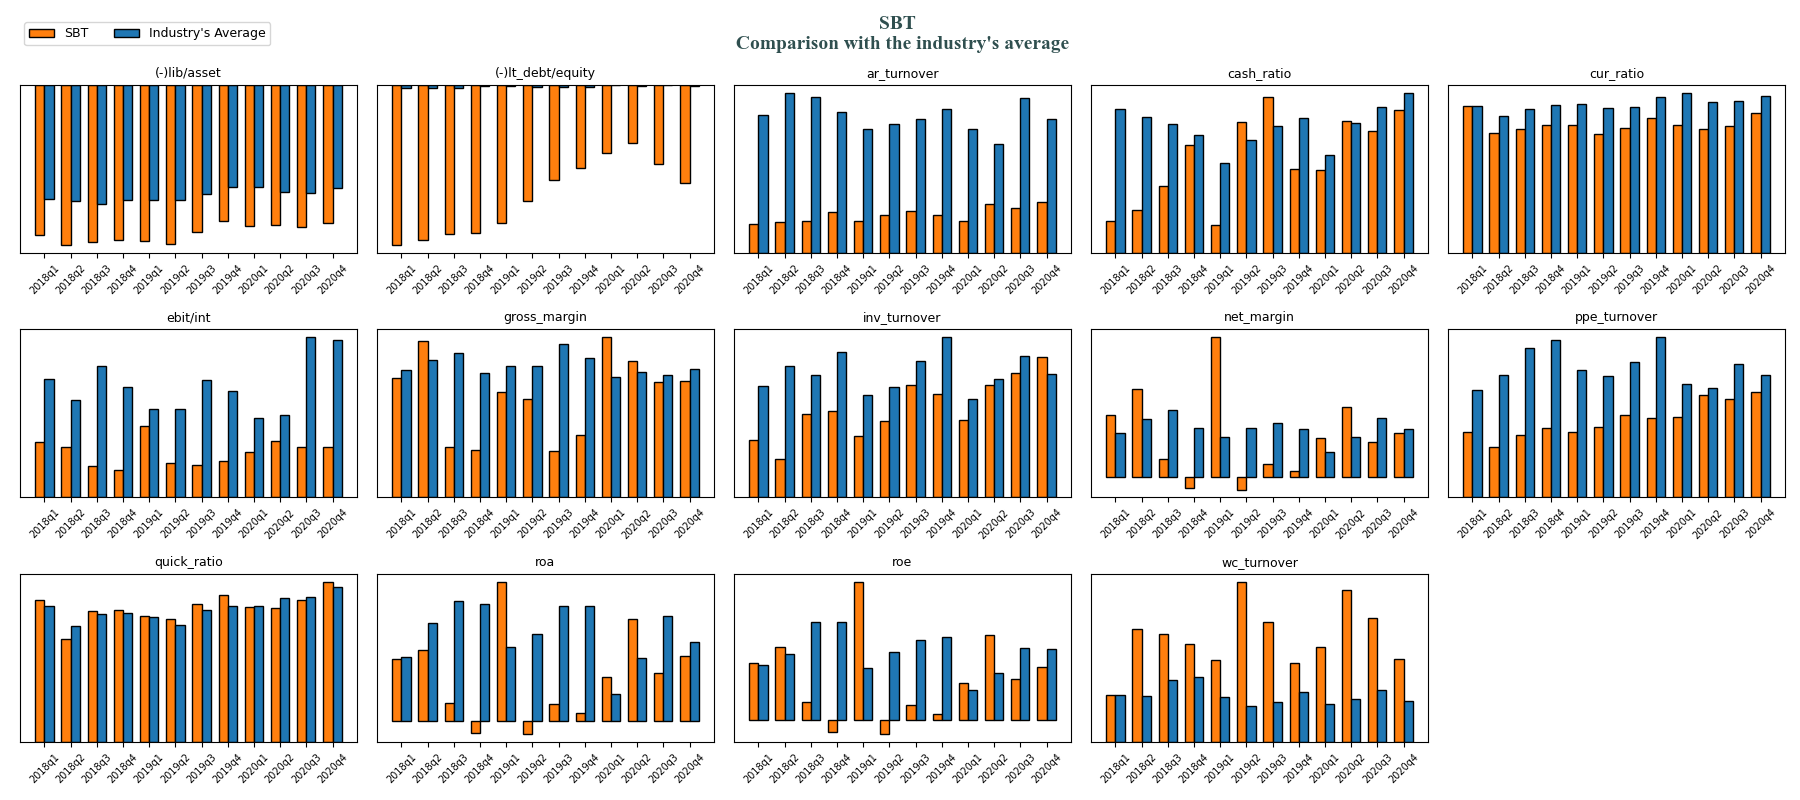 SBT
Comparison with the industry's average
SBT
Industry's Average
(-)lib/asset
2018q1 2018q2 2018q3 2018q4 2019q1 2019q2 2019q3 2019q4 2020q1 2020q2 2020q3 2020q4
(-)lt_debt/equity
2018q1 2018q2 2018q3 2018q4 2019q1 2019q2 2019q3 2019q4 2020q1 2020q2 2020q3 2020q4
ar_turnover
2018q1 2018q2 2018q3 2018q4 2019q1 2019q2 2019q3 2019q4 2020q1 2020q2 2020q3 2020q4
cash_ratio
2018q1 2018q2 2018q3 2018q4 2019q1 2019q2 2019q3 2019q4 2020q1 2020q2 2020q3 2020q4
cur_ratio
2018q1 2018q2 2018q3 2018q4 2019q1 2019q2 2019q3 2019q4 2020q1 2020q2 2020q3 2020q4
ebit/int
2018q1 2018q2 2018q3 2018q4 2019q1 2019q2 2019q3 2019q4 2020q1 2020q2 2020q3 2020q4
gross_margin
2018q1 2018q2 2018q3 2018q4 2019q1 2019q2 2019q3 2019q4 2020q1 2020q2 2020q3 2020q4
inv_turnover
2018q1 2018q2 2018q3 2018q4 2019q1 2019q2 2019q3 2019q4 2020q1 2020q2 2020q3 2020q4
net_margin
2018q1 2018q2 2018q3 2018q4 2019q1 2019q2 2019q3 2019q4 2020q1 2020q2 2020q3 2020q4
ppe_turnover
2018q1 2018q2 2018q3 2018q4 2019q1 2019q2 2019q3 2019q4 2020q1 2020q2 2020q3 2020q4
quick_ratio
2018q1 2018q2 2018q3 2018q4 2019q1 2019q2 2019q3 2019q4 2020q1 2020q2 2020q3 2020q4
roa
2018q1 2018q2 2018q3 2018q4 2019q1 2019q2 2019q3 2019q4 2020q1 2020q2 2020q3 2020q4
roe
2018q1 2018q2 2018q3 2018q4 2019q1 2019q2 2019q3 2019q4 2020q1 2020q2 2020q3 2020q4
wc_turnover
2018q1 2018q2 2018q3 2018q4 2019q1 2019q2 2019q3 2019q4 2020q1 2020q2 2020q3 2020q4